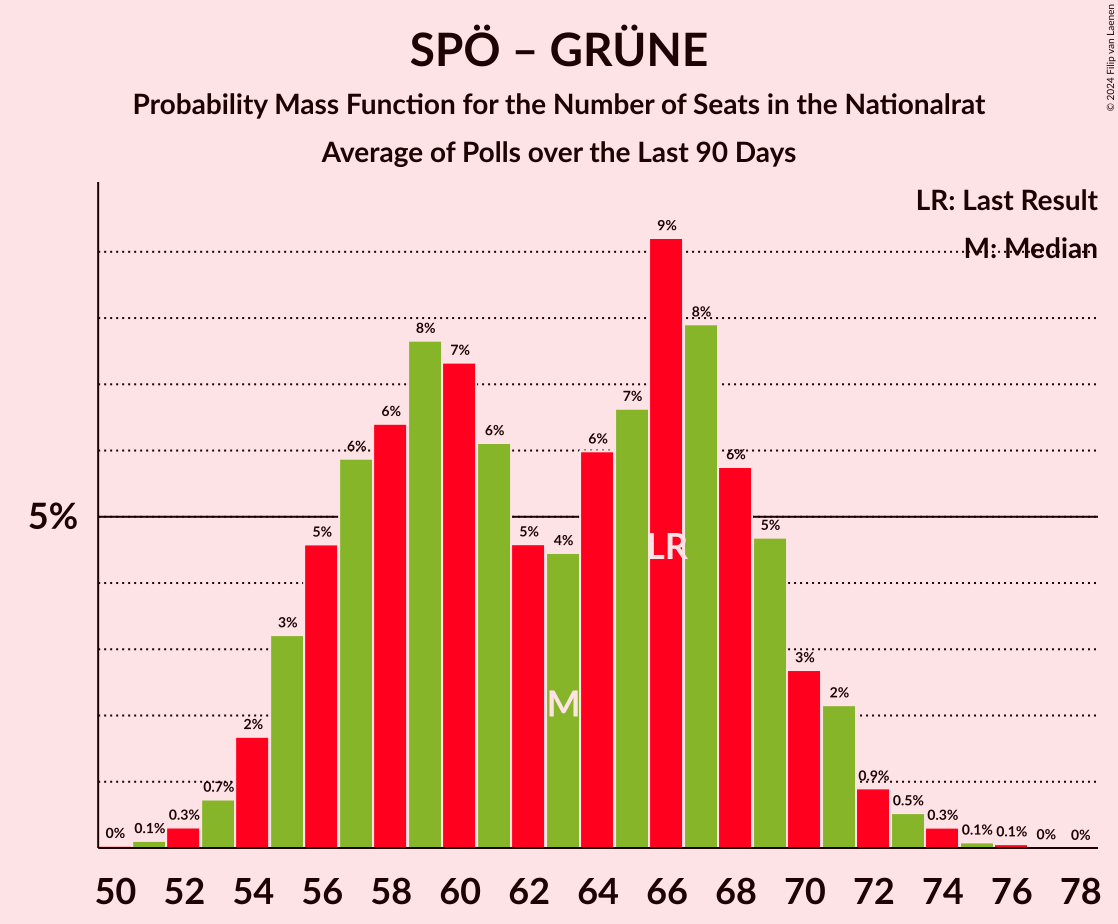 SPÖ – GRÜNE
Probability Mass Function for the Number of Seats in the Nationalrat
Average of Polls over the Last 90 Days
© 2024 Filip van Laenen
LR: Last Result
M: Median
5%
0% 0.1% 0.3% 0.7% 2% 3% 5% 6% 6% 8% 7% 6% 5% 4% 6% 7% 9% 8% 6% 5% 3% 2% 0.9% 0.5% 0.3% 0.1% 0.1% 0% 0%
LR
M
50 52 54 56 58 60 62 64 66 68 70 72 74 76 78